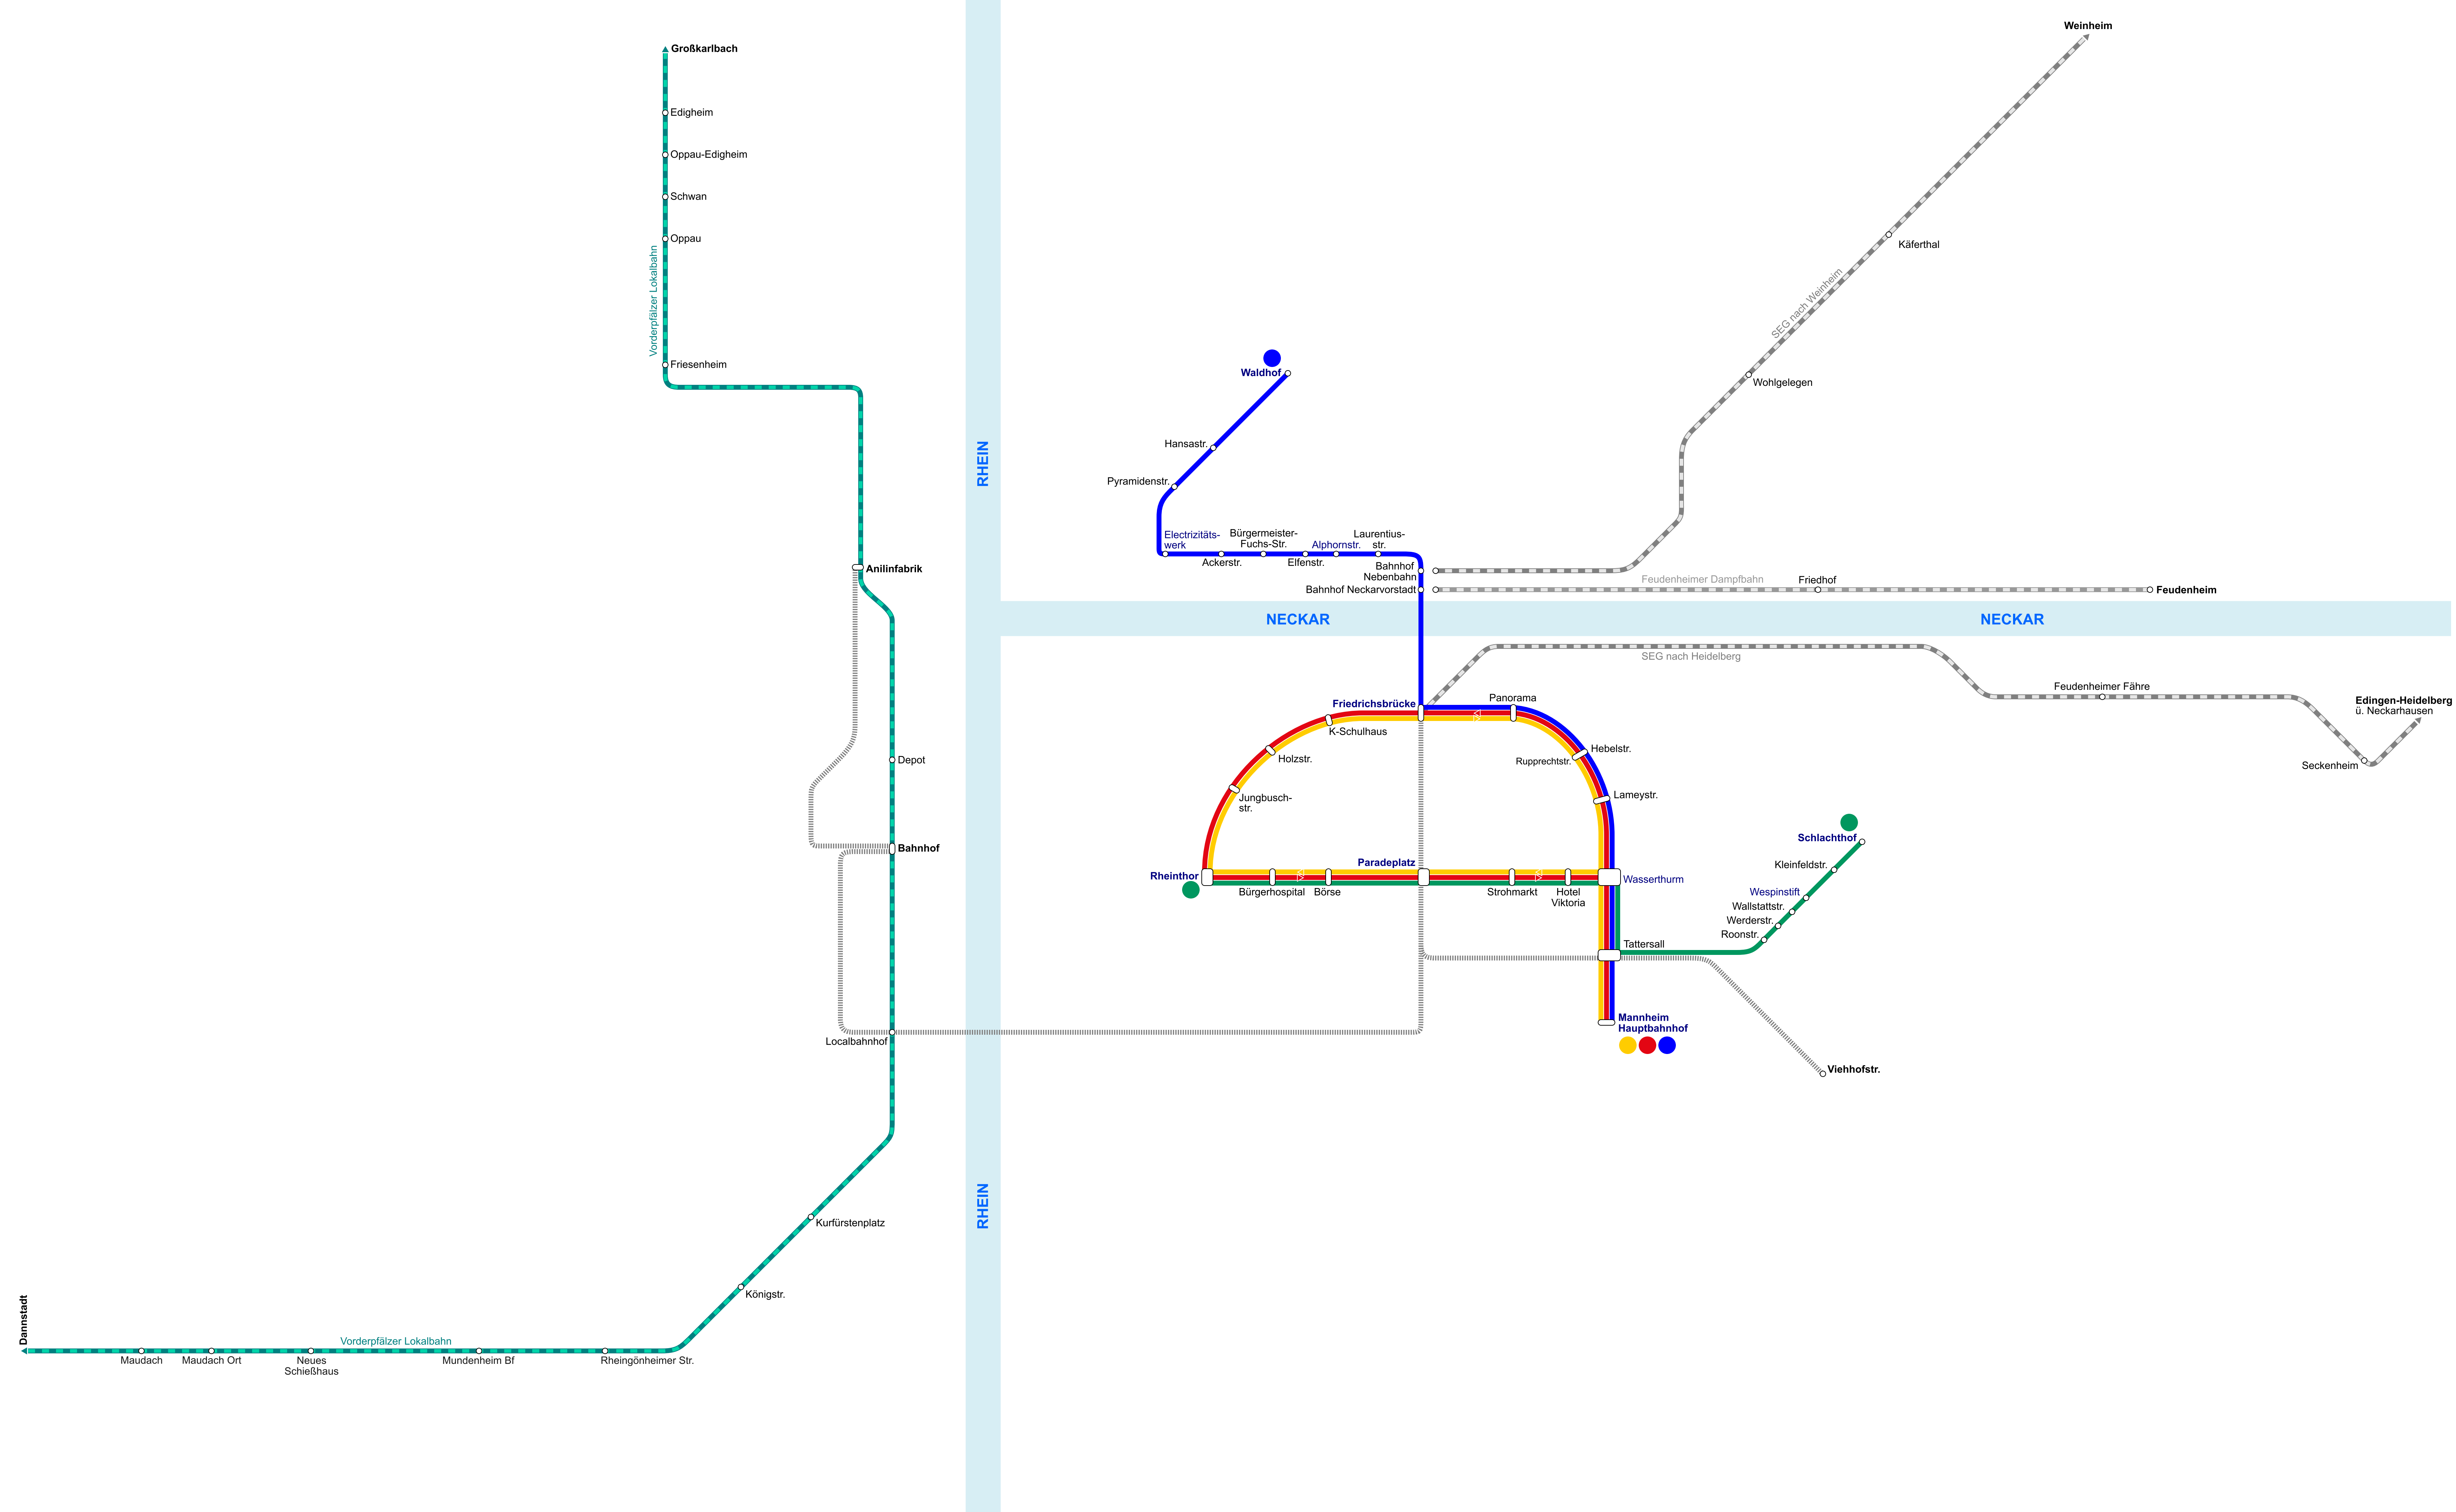 Weinheim
Großkarlbach
Edigheim
Oppau-Edigheim
Schwan
Oppau
Vorderpfälzer Lokalbahn
Friesenheim
Käferthal
SEG nach Weinheim
Wohlgelegen
RHEIN
Waldhof
Hansastr.
Pyramidenstr.
Electrizitäts-
werk
Ackerstr.
Bürgermeister-
Fuchs-Str.
Elfenstr.
Alphornstr.
Laurentius-
str.
Bahnhof
Nebenbahn
Bahnhof Neckarvorstadt
Feudenheimer Dampfbahn
Friedhof
Feudenheim
Anilinfabrik
NECKAR
NECKAR
SEG nach Heidelberg
Feudenheimer Fähre
Edingen-Heidelberg
ü. Neckarhausen
Seckenheim
Friedrichsbrücke
Panorama
K-Schulhaus
Holzstr.
Jungbusch-
str.
Hebelstr.
Rupprechtstr.
Lameystr.
Depot
Bahnhof
Rheinthor
Bürgerhospital
Börse
Paradeplatz
Strohmarkt
Hotel
Viktoria
Wasserthurm
Schlachthof
Kleinfeldstr.
Wespinstift
Wallstattstr.
Werderstr.
Roonstr.
Tattersall
Mannheim
Hauptbahnhof
Viehhofstr.
Localbahnhof
RHEIN
Kurfürstenplatz
Königstr.
Dannstadt
Vorderpfälzer Lokalbahn
Maudach
Maudach Ort
Neues
Schießhaus
Mundenheim Bf
Rheingönheimer Str.